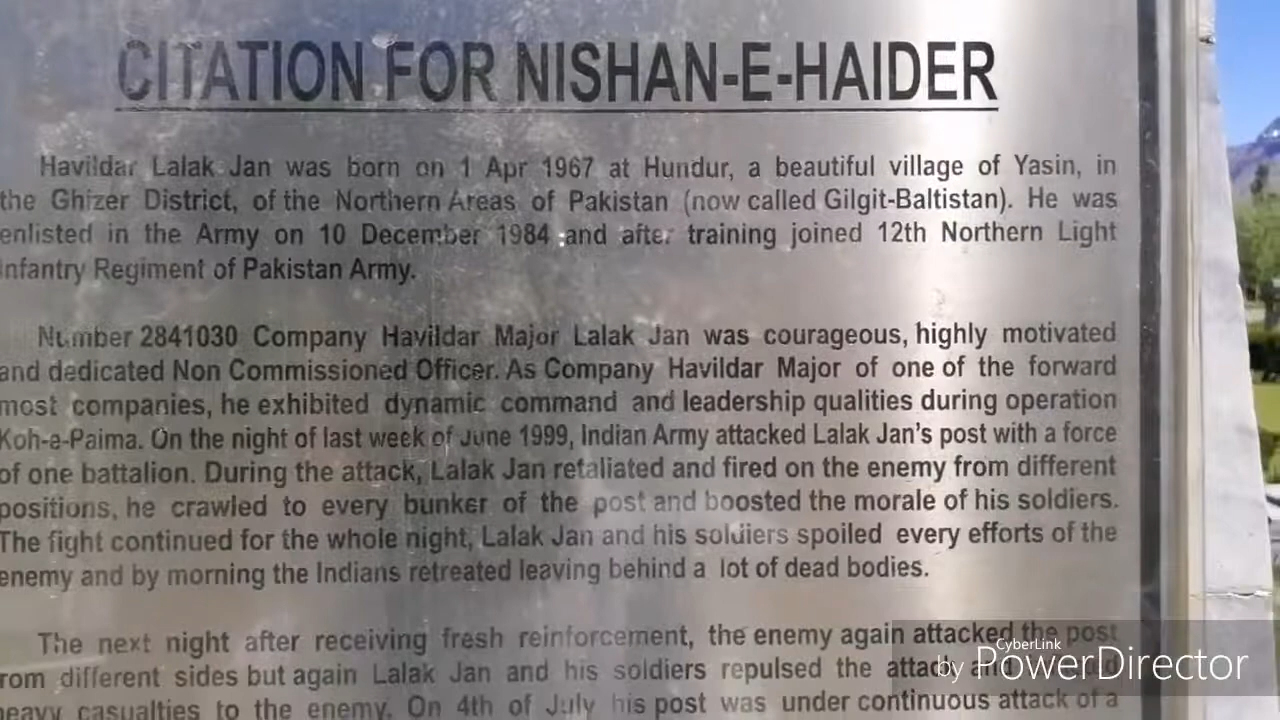 CITATION FOR NISHAN-E-HAIDER
Havildar Lalak Jan was born on 1 Apr 1967 at Hundur, a beautiful village of Yasin, in
the Ghizer District, of the Northern Areas of Pakistan (now called Gilgit-Baltistan). He was
enlisted in the Army on 10 December 1984 and after training joined 12th Northern Light
Infantry Regiment of Pakistan Army.
Number 2841030 Company Havildar Major Lalak Jan was courageous, highly motivated
and dedicated Non Commissioned Officer. As Company Havildar Major of one of the forward
most companies, he exhibited dynamic command and leadership qualities during operation
Koh-e-Paima. On the night of last week of June 1999, Indian Army attacked Lalak Jan's post with a force
of one battalion. During the attack, Lalak Jan retaliated and fired on the enemy from different
positions, he crawled to every bunker of the post and boosted the morale of his soldiers.
The fight continued for the whole night, Lalak Jan and his soldiers spoiled every efforts of the
enemy and by morning the Indians retreated leaving behind a lot of dead bodies.
The next night after receiving fresh reinforcement, the enemy again attacked the post
from different sides but again Lalak Jan and his soldiers repulsed the attack
heavy casualties to the enemy. On 4th of July his post was under continuous attack of a
CyberLink
by PowerDirector